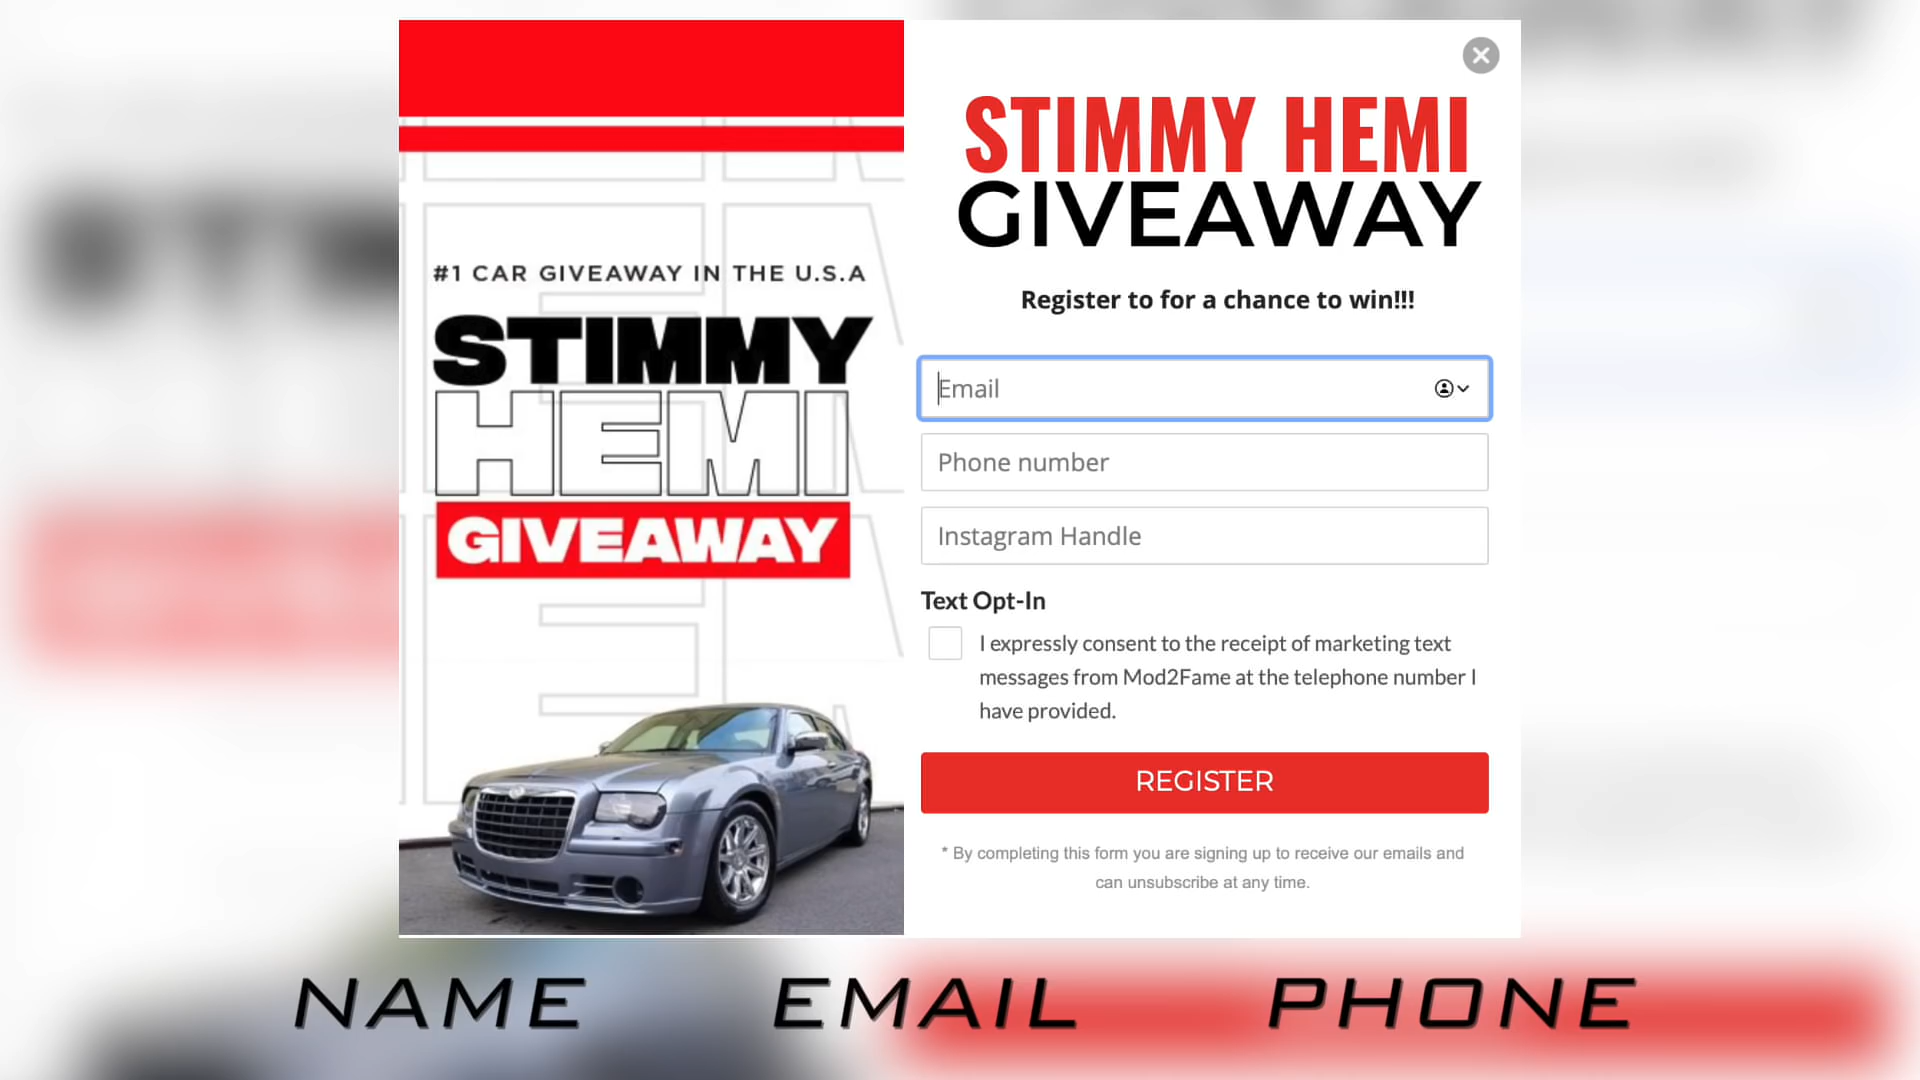 #1 CAR GIVEAWAY IN THE U.S.A
STIMMY
HEMI
GIVEAWAY
STIMMY HEMI
GIVEAWAY
Register to for a chance to win!!!
Email
Phone number
Instagram Handle
Text Opt-In
I expressly consent to the receipt of marketing text
messages from Mod2Fame at the telephone number I
have provided.
REGISTER
* By completing this form you are signing up to receive our emails and
can unsubscribe at any time.
NAME EMAIL PHONE